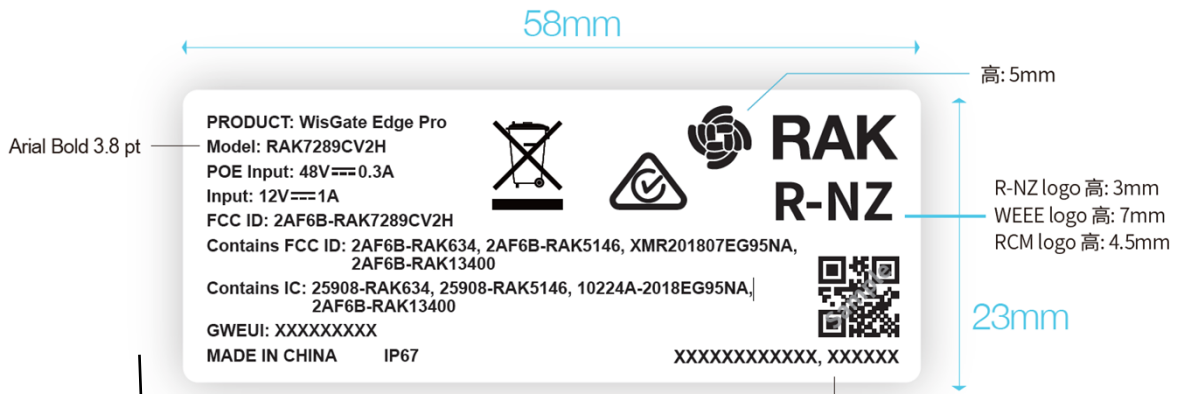 58mm
高: 5mm
Arial Bold 3.8 pt
PRODUCT: WisGate Edge Pro
Model: RAK7289CV2H
POE Input: 48V⎓0.3A
Input: 12V⎓1A
FCC ID: 2AF6B-RAK7289CV2H
Contains FCC ID: 2AF6B-RAK634, 2AF6B-RAK5146, XMR201807EG95NA,
2AF6B-RAK13400
Contains IC: 25908-RAK634, 25908-RAK5146, 10224A-2018EG95NA,
2AF6B-RAK13400
GWEUI: XXXXXXXXX
MADE IN CHINA IP67
RAK
R-NZ
Sample
XXXXXXXXXXXX, XXXXXX
R-NZ logo 高: 3mm
WEEE logo 高: 7mm
RCM logo 高: 4.5mm
23mm